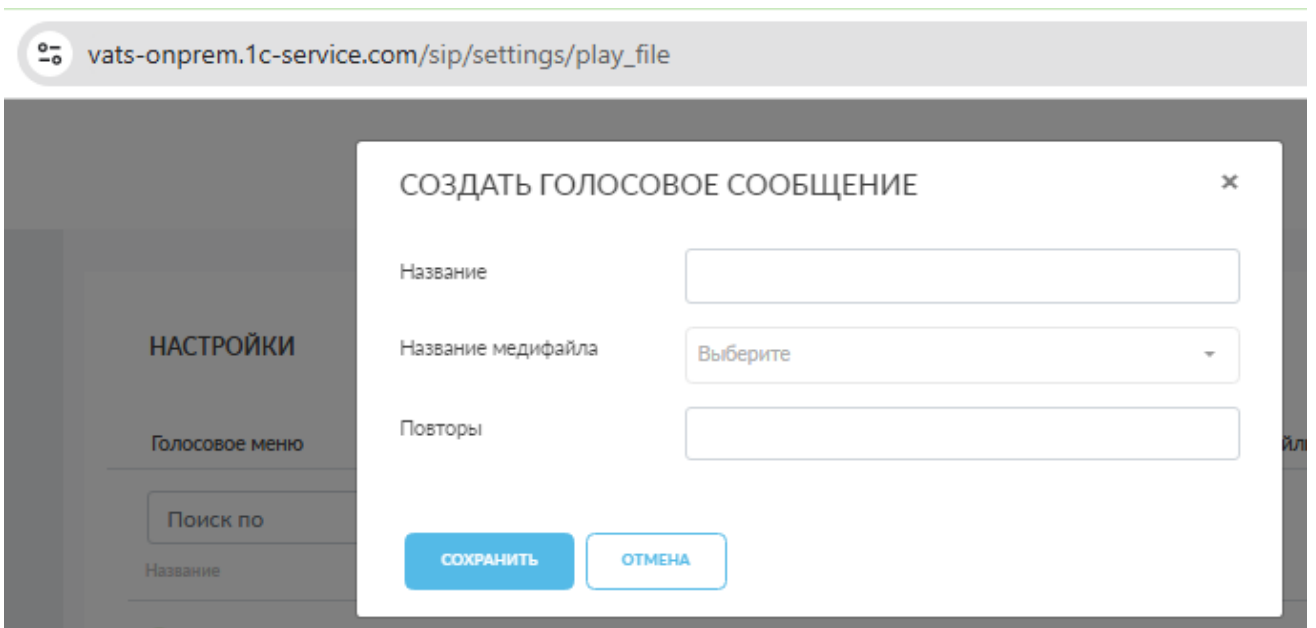 vats-onprem.1c-service.com/sip/settings/play_file
СОЗДАТЬ ГОЛОСОВОЕ СООБЩЕНИЕ ×
Название
НАСТРОЙКИ
Название медифайла Выберите
Голосовое меню
Повторы
Поиск по
Название
СОХРАНИТЬ ОТМЕНА